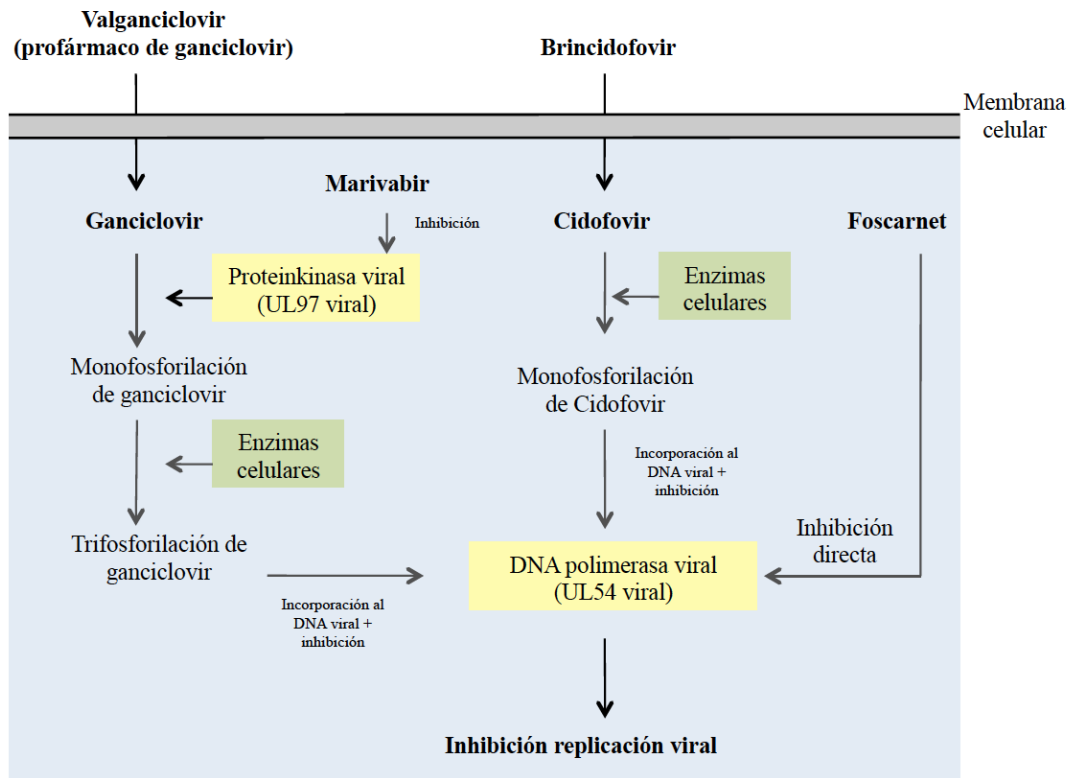 Valganciclovir
(profármaco de ganciclovir)
Brincidofovir
Membrana
celular
Marivabir
Ganciclovir
Inhibición
Cidofovir
Foscarnet
Proteinkinasa viral
(UL97 viral)
Enzimas
celulares
Monofosforilación
de ganciclovir
Monofosforilación
de Cidofovir
Enzimas
celulares
Incorporación al
DNA viral +
inhibición
Trifosforilación de
ganciclovir
Inhibición
directa
DNA polimerasa viral
(UL54 viral)
Incorporación al
DNA viral +
inhibición
Inhibición replicación viral